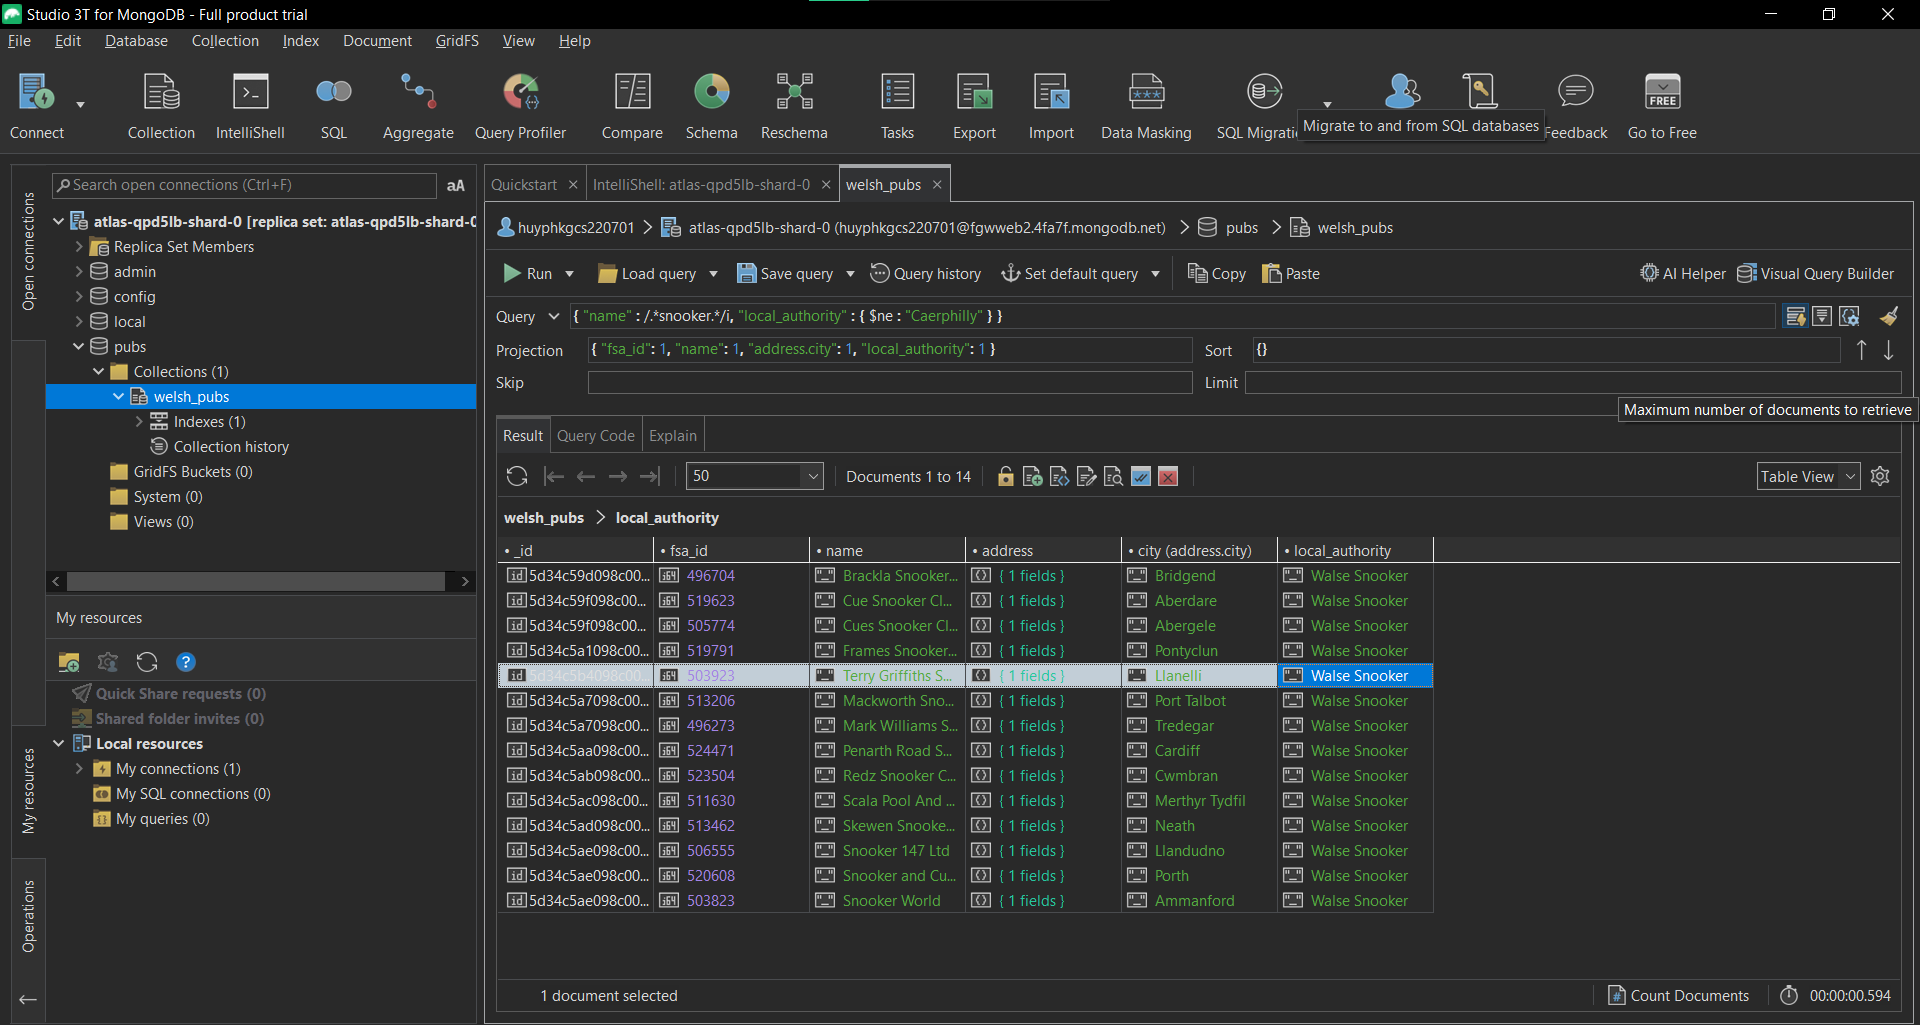 Studio 3T for MongoDB - Full product trial
File Edit Database Collection Index Document GridFS View Help
Connect Collection IntelliShell SQL Aggregate Query Profiler Compare Schema Reschema Tasks Export Import Data Masking SQL Migratio Feedback Go to Free
FREE
Migrate to and from SQL databases
Open connections
Search open connections (Ctrl+F) aA
atlas-qpd5lb-shard-0 [replica set: atlas-qpd5lb-shard-0
Replica Set Members
admin
config
local
pubs
Collections (1)
welsh_pubs
Indexes (1)
Collection history
GridFS Buckets (0)
System (0)
Views (0)
My resources
My resources
Quick Share requests (0)
Shared folder invites (0)
Local resources
My connections (1)
My SQL connections (0)
My queries (0)
Operations
Quickstart IntelliShell: atlas-qpd5lb-shard-0 welsh_pubs
huyphkgcs220701 atlas-qpd5lb-shard-0 (huyphkgcs220701@fgwweb2.4fa7f.mongodb.net) pubs welsh_pubs
Run Load query Save query Query history Set default query Copy Paste AI Helper Visual Query Builder
Query { "name" : /.*snooker.*/i, "local_authority" : { $ne : "Caerphilly" } }
Projection { "fsa_id": 1, "name": 1, "address.city": 1, "local_authority": 1 } Sort {}
Skip Limit
Maximum number of documents to retrieve
Result Query Code Explain
50 Documents 1 to 14 Table View
welsh_pubs > local_authority
_id fsa_id name address city (address.city) local_authority
5d34c59d098c00... 496704 Brackla Snooker... { 1 fields } Bridgend Walse Snooker
5d34c59f098c00... 519623 Cue Snooker Cl... { 1 fields } Aberdare Walse Snooker
5d34c59f098c00... 505774 Cues Snooker Cl... { 1 fields } Abergele Walse Snooker
5d34c5a1098c00... 519791 Frames Snooker... { 1 fields } Pontyclun Walse Snooker
5d34c5b4098c00... 503923 Terry Griffiths S... { 1 fields } Llanelli Walse Snooker
5d34c5a7098c00... 513206 Mackworth Sno... { 1 fields } Port Talbot Walse Snooker
5d34c5a7098c00... 496273 Mark Williams S... { 1 fields } Tredegar Walse Snooker
5d34c5aa098c00... 524471 Penarth Road S... { 1 fields } Cardiff Walse Snooker
5d34c5ab098c00... 523504 Redz Snooker C... { 1 fields } Cwmbran Walse Snooker
5d34c5ac098c00... 511630 Scala Pool And ... { 1 fields } Merthyr Tydfil Walse Snooker
5d34c5ad098c00... 513462 Skewen Snooke... { 1 fields } Neath Walse Snooker
5d34c5ae098c00... 506555 Snooker 147 Ltd { 1 fields } Llandudno Walse Snooker
5d34c5ae098c00... 520608 Snooker and Cu... { 1 fields } Porth Walse Snooker
5d34c5ae098c00... 503823 Snooker World { 1 fields } Ammanford Walse Snooker
1 document selected Count Documents 00:00:00.594